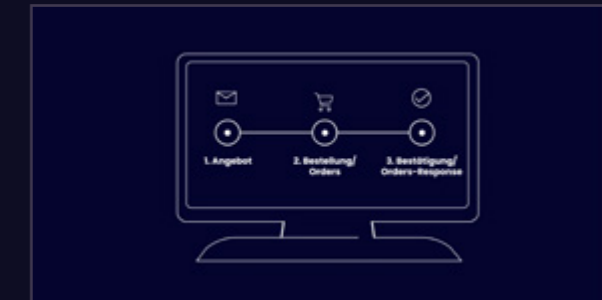 1. Angebot
2. Bestellung/
Orders
3. Bestätigung/
Orders-Response